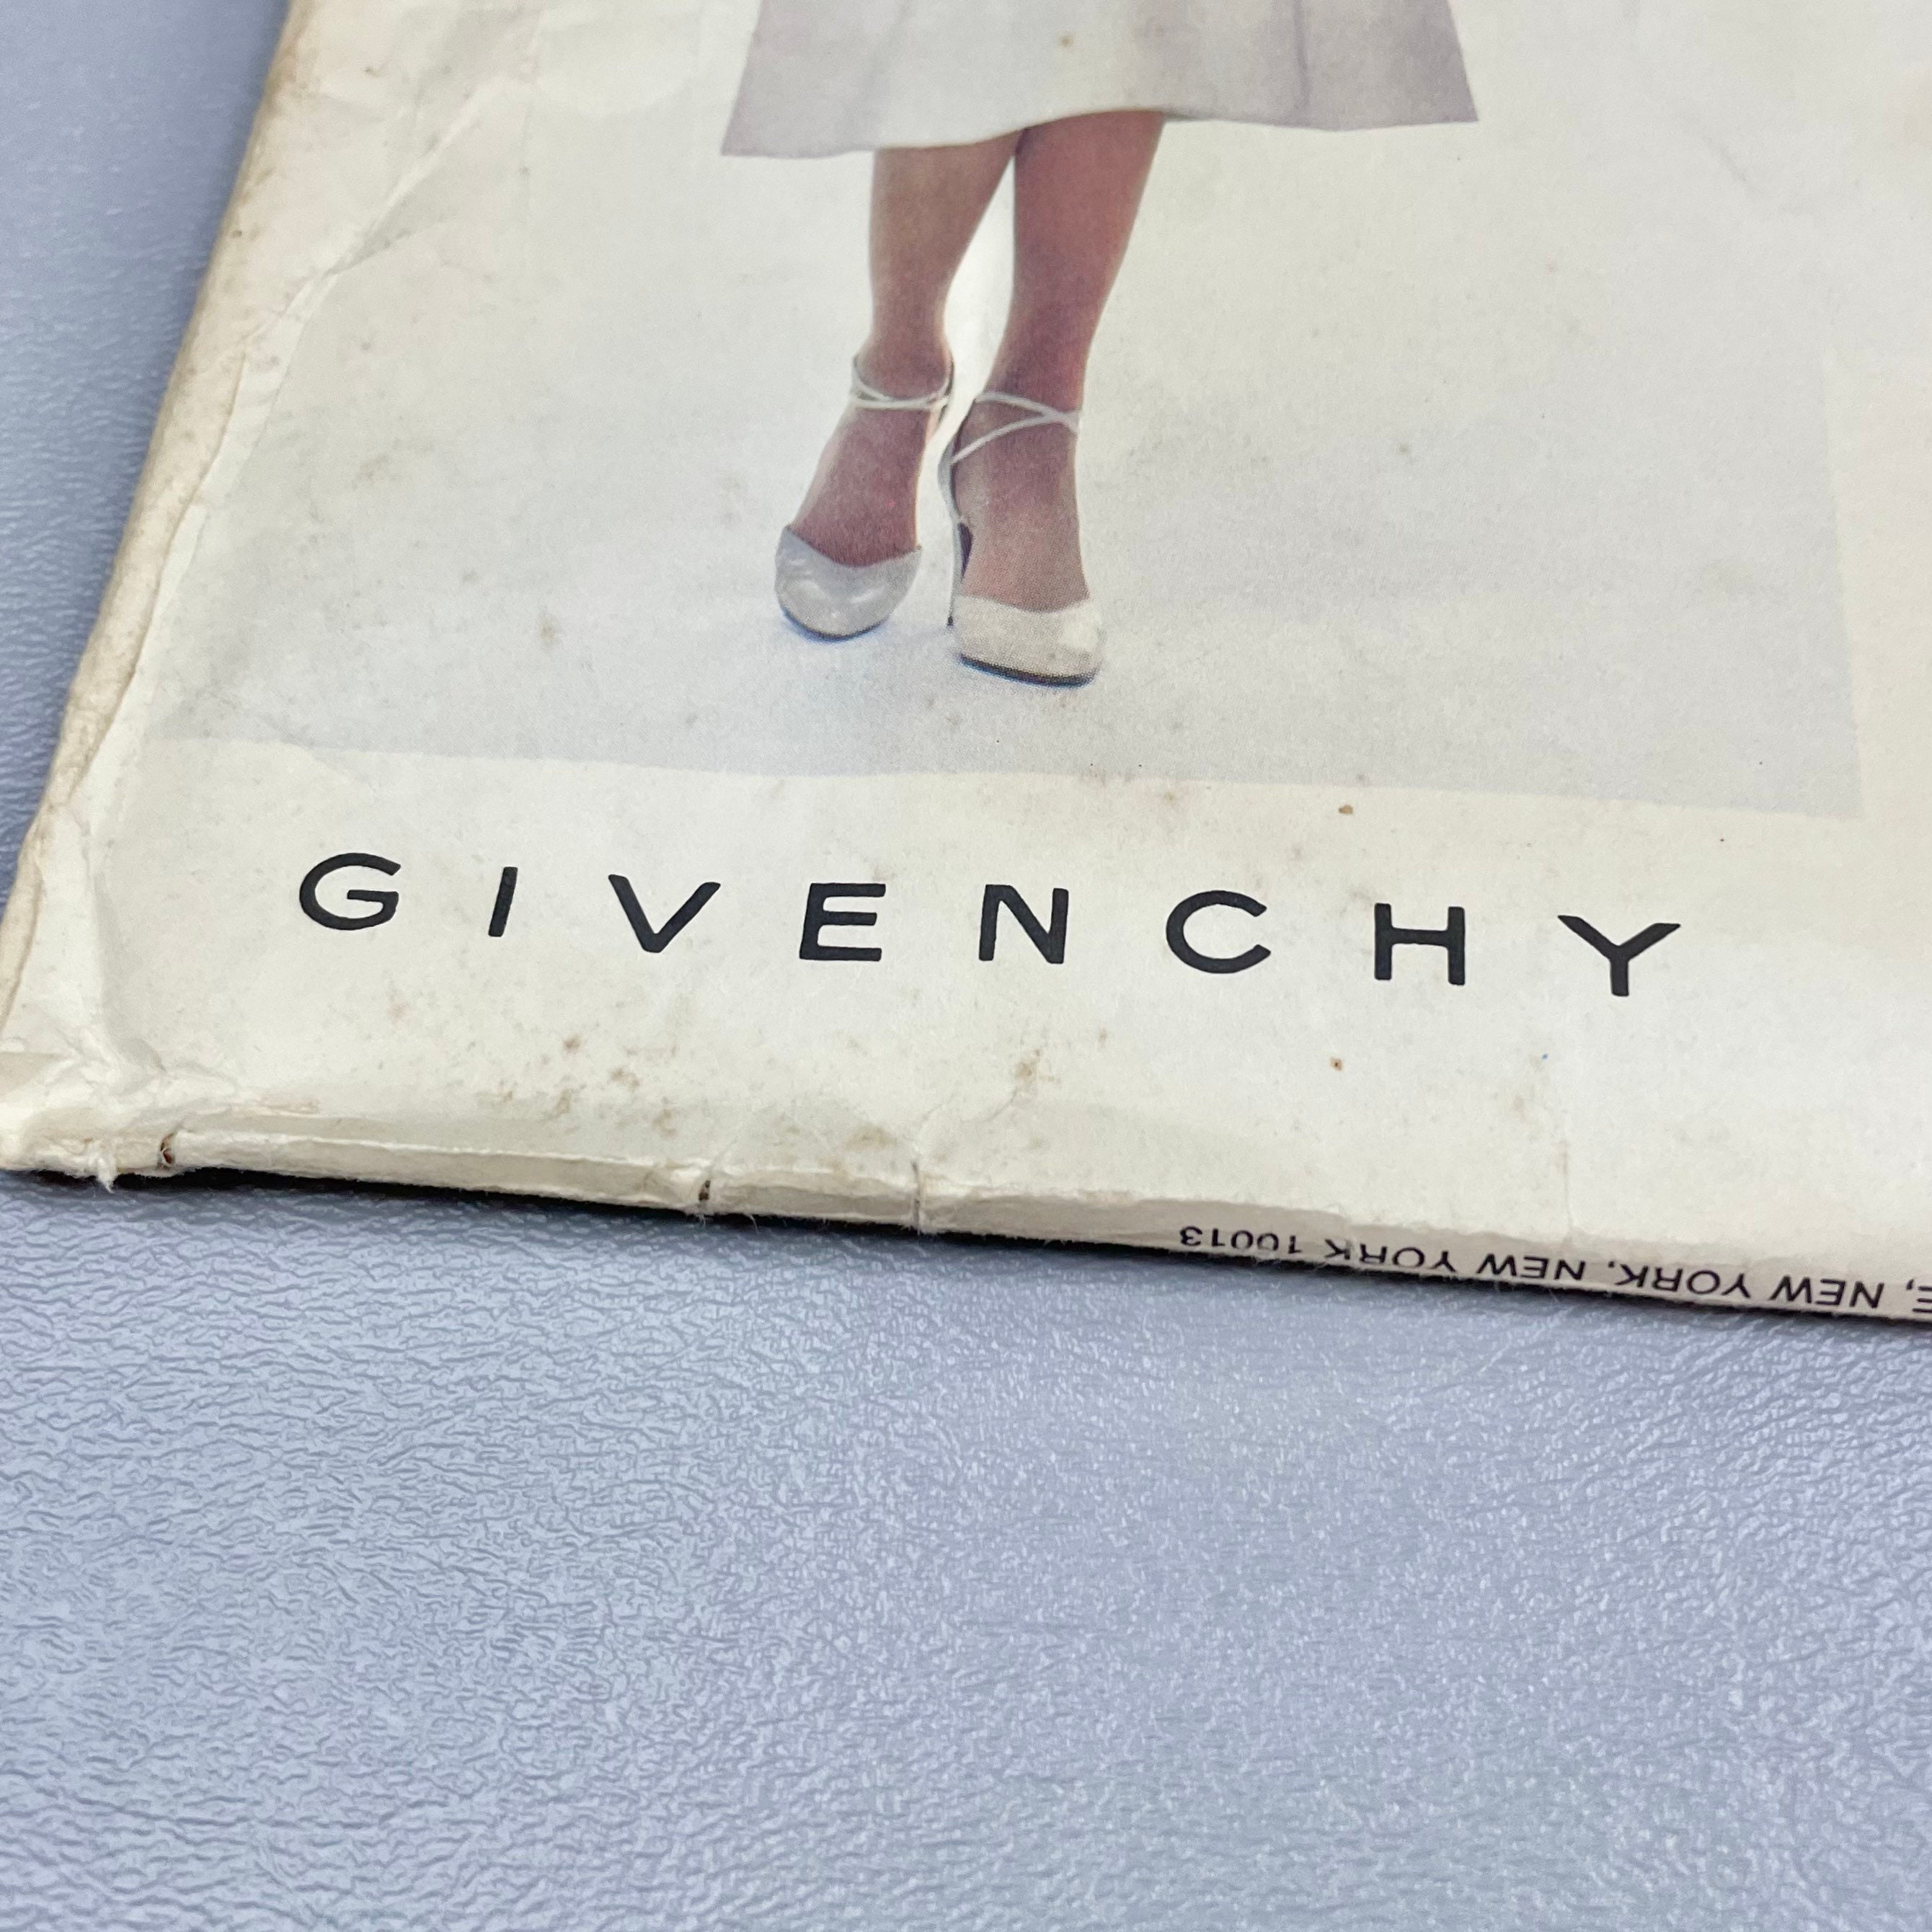 GIVENCHY
E, NEW YORK, NEW YORK 10013